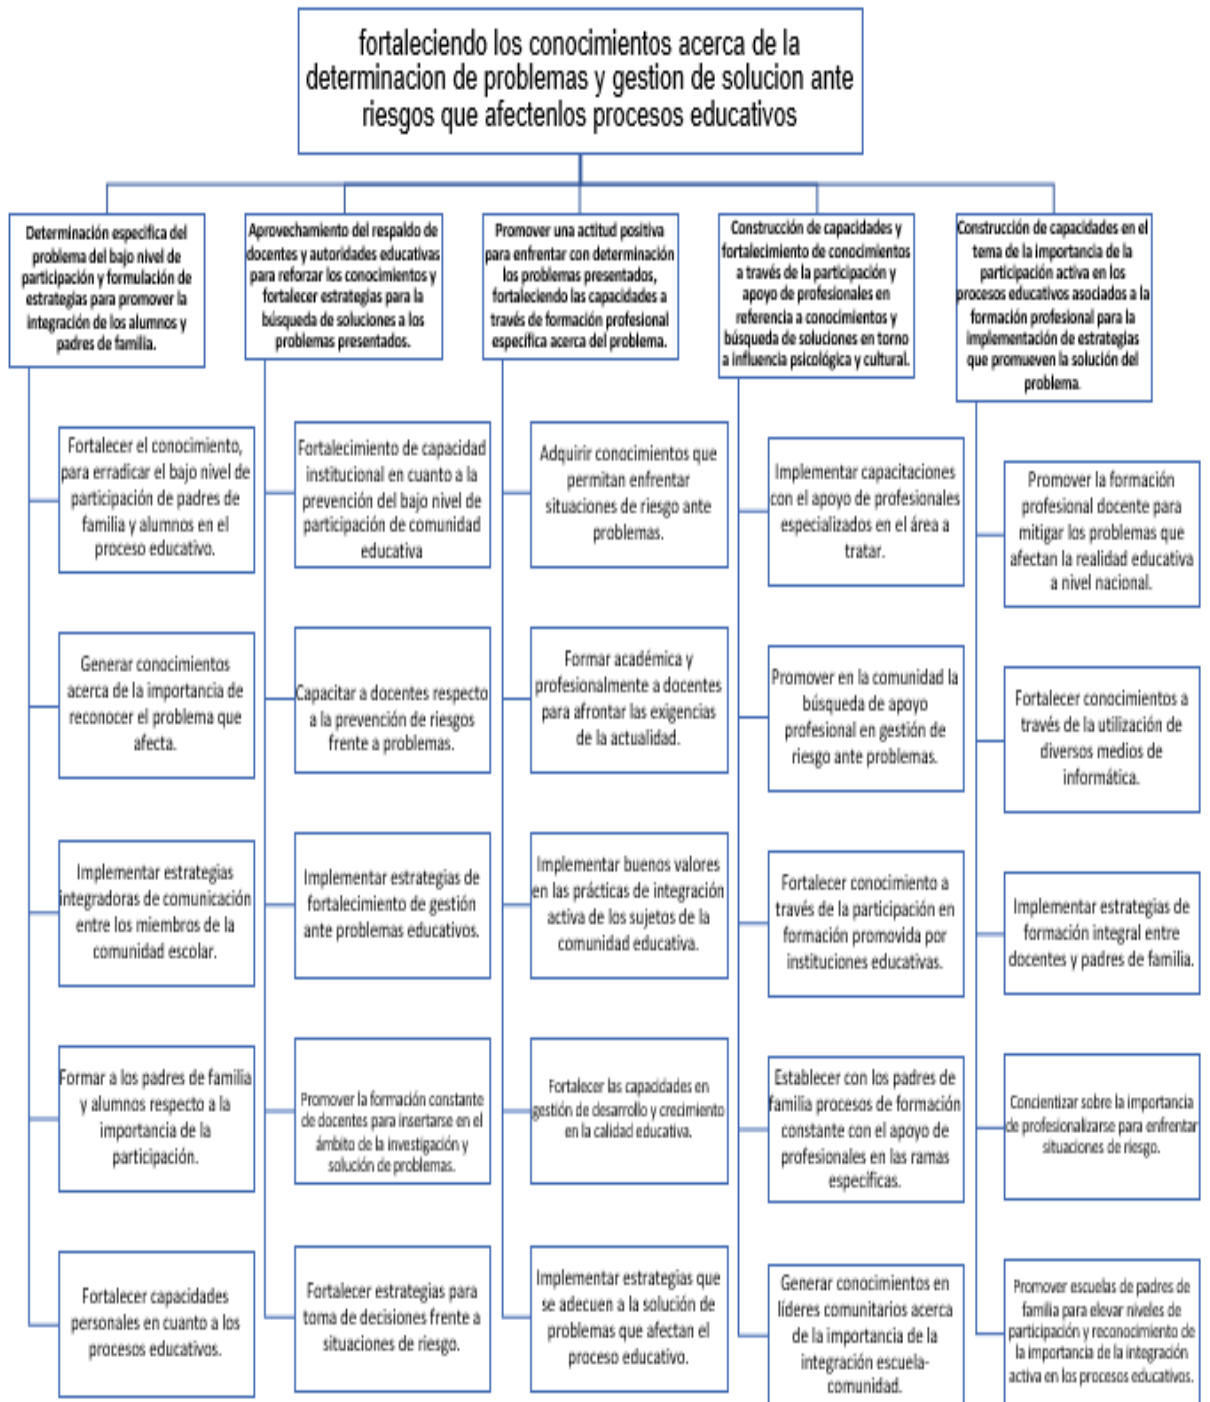 fortaleciendo los conocimientos acerca de la
determinacion de problemas y gestion de solucion ante
riesgos que afectenlos procesos educativos
Determinación especifica del
problema del bajo nivel de
participación y formulación de
estrategias para promover la
integración de los alumnos y
padres de familia.
Fortalecer el conocimiento,
para erradicar el bajo nivel de
participación de padres de
familia y alumnos en el
proceso educativo.
Generar conocimientos
acerca de la importancia de
reconocer el problema que
afecta.
Implementar estrategias
integradoras de comunicación
entre los miembros de la
comunidad escolar.
Formar a los padres de familia
y alumnos respecto a la
importancia de la
participación.
Fortalecer capacidades
personales en cuanto a los
procesos educativos.
Aprovechamiento del respaldo de
docentes y autoridades educativas
para reforzar los conocimientos y
fortalecer estrategias para la
búsqueda de soluciones a los
problemas presentados.
Fortalecimiento de capacidad
institucional en cuanto a la
prevención del bajo nivel de
participación de comunidad
educativa
Capacitar a docentes respecto
a la prevención de riesgos
frente a problemas.
Implementar estrategias de
fortalecimiento de gestión
ante problemas educativos.
Promover la formación constante
de docentes para insertarse en el
ámbito de la investigación y
solución de problemas.
Fortalecer estrategias para
toma de decisiones frente a
situaciones de riesgo.
Promover una actitud positiva
para enfrentar con determinación
los problemas presentados,
fortaleciendo las capacidades a
través de formación profesional
específica acerca del problema.
Adquirir conocimientos que
permitan enfrentar
situaciones de riesgo ante
problemas.
Formar académica y
profesionalmente a docentes
para afrontar las exigencias
de la actualidad.
Implementar buenos valores
en las prácticas de integración
activa de los sujetos de la
comunidad educativa.
Fortalecer las capacidades en
gestión de desarrollo y crecimiento
en la calidad educativa.
Implementar estrategias que
se adecuen a la solución de
problemas que afectan el
proceso educativo.
Construcción de capacidades y
fortalecimiento de conocimientos
a través de la participación y
apoyo de profesionales en
referencia a conocimientos y
búsqueda de soluciones en torno
a influencia psicológica y cultural.
Implementar capacitaciones
con el apoyo de profesionales
especializados en el área a
tratar.
Promover en la comunidad la
búsqueda de apoyo
profesional en gestión de
riesgo ante problemas.
Fortalecer conocimiento a
través de la participación en
formación promovida por
instituciones educativas.
Establecer con los padres de
familia procesos de formación
constante con el apoyo de
profesionales en las ramas
específicas.
Generar conocimientos en
líderes comunitarios acerca
de la importancia de la
integración escuela-
comunidad.
Construcción de capacidades en el
tema de la importancia de la
participación activa en los
procesos educativos asociados a la
formación profesional para la
implementación de estrategias
que promueven la solución del
problema.
Promover la formación
profesional docente para
mitigar los problemas que
afectan la realidad educativa
a nivel nacional.
Fortalecer conocimientos a
través de la utilización de
diversos medios de
informática.
Implementar estrategias de
formación integral entre
docentes y padres de familia.
Concientizar sobre la importancia
de profesionalizarse para enfrentar
situaciones de riesgo.
Promover escuelas de padres de
familia para elevar niveles de
participación y reconocimiento de
la importancia de la integración
activa en los procesos educativos.